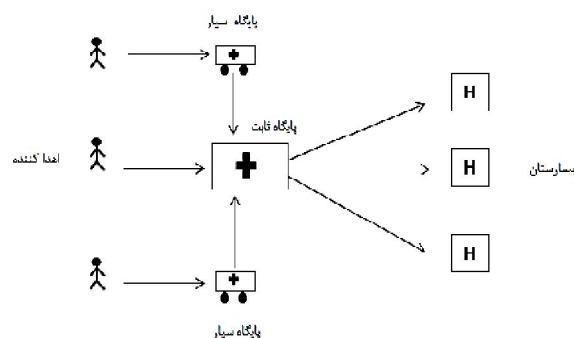 پایگاه سیار
پایگاه ثابت
اهدا کننده
H
H
H
بیمارستان
پایگاه سیار